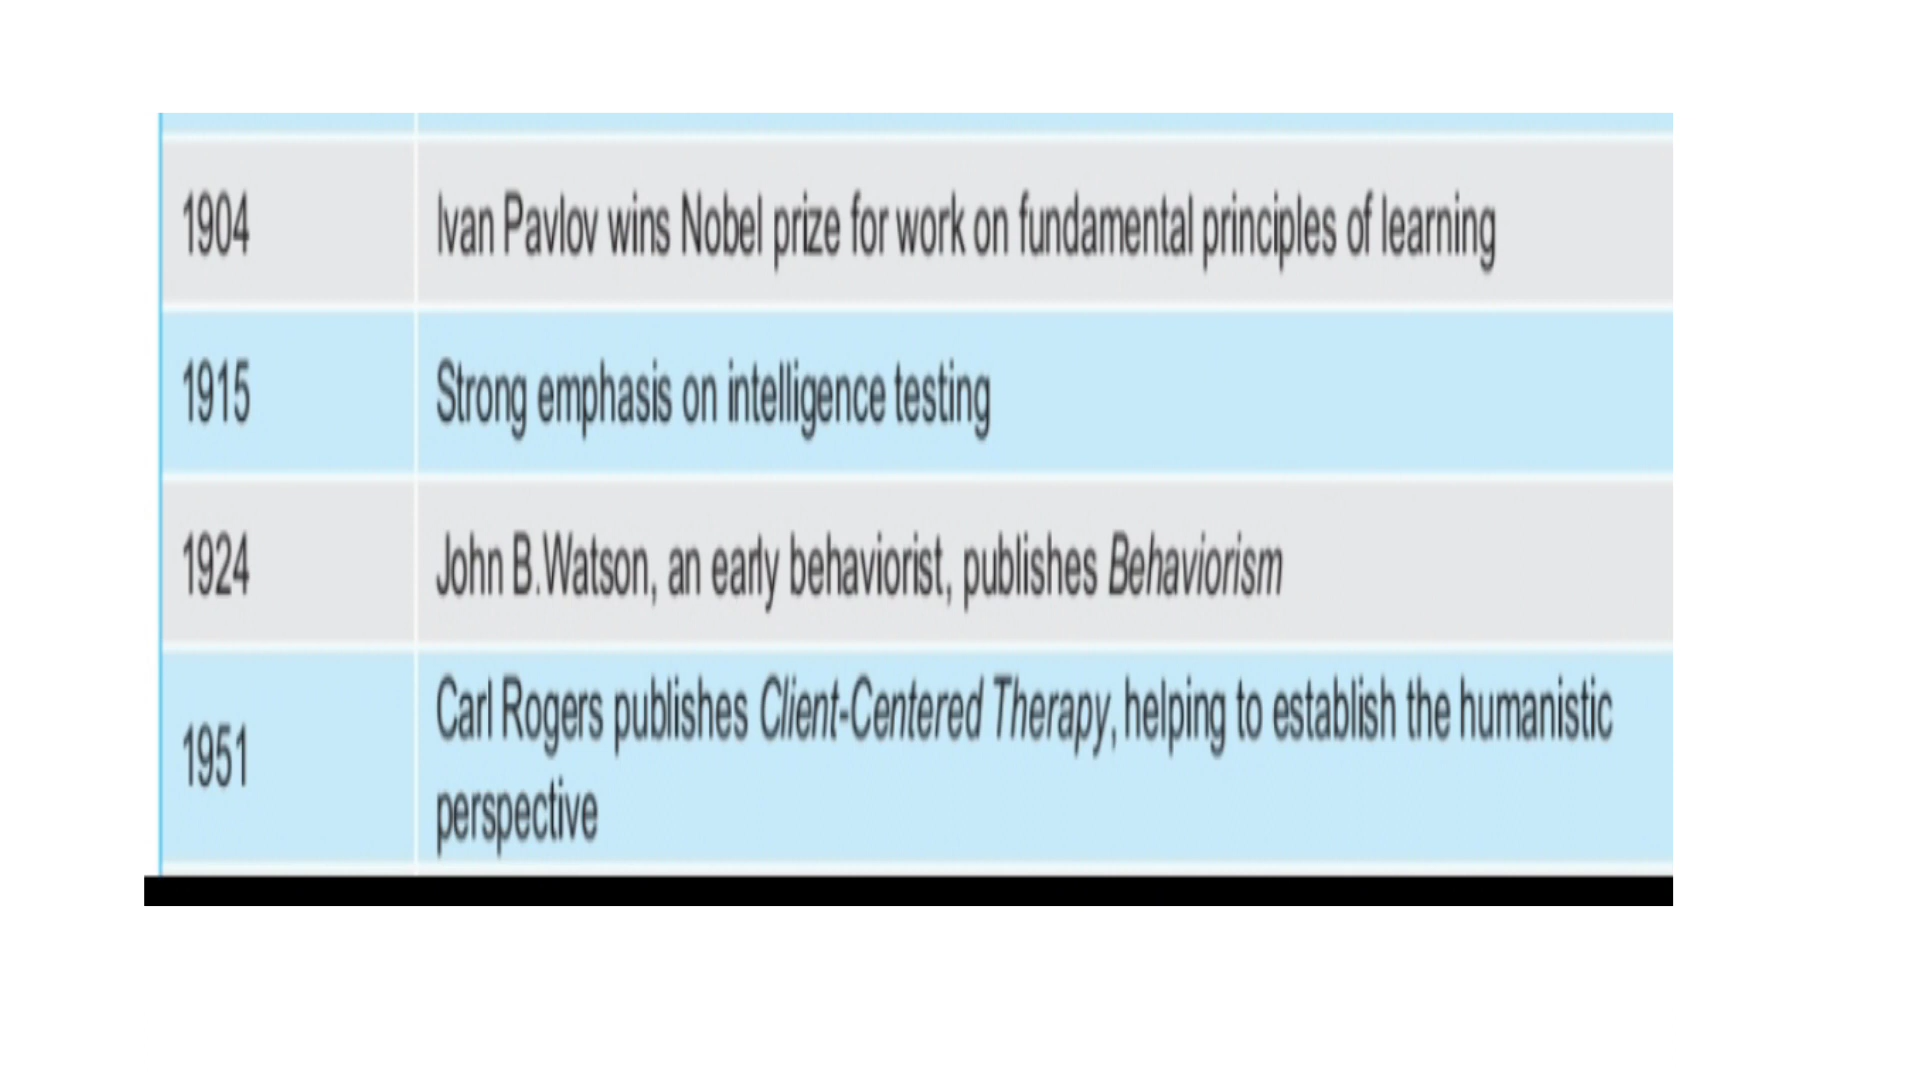 1904 Ivan Pavlov wins Nobel prize for work on fundamental principles of learning
1915 Strong emphasis on intelligence testing
1924 John B.Watson, an early behaviorist, publishes Behaviorism
1951 Carl Rogers publishes Client-Centered Therapy, helping to establish the humanistic
perspective